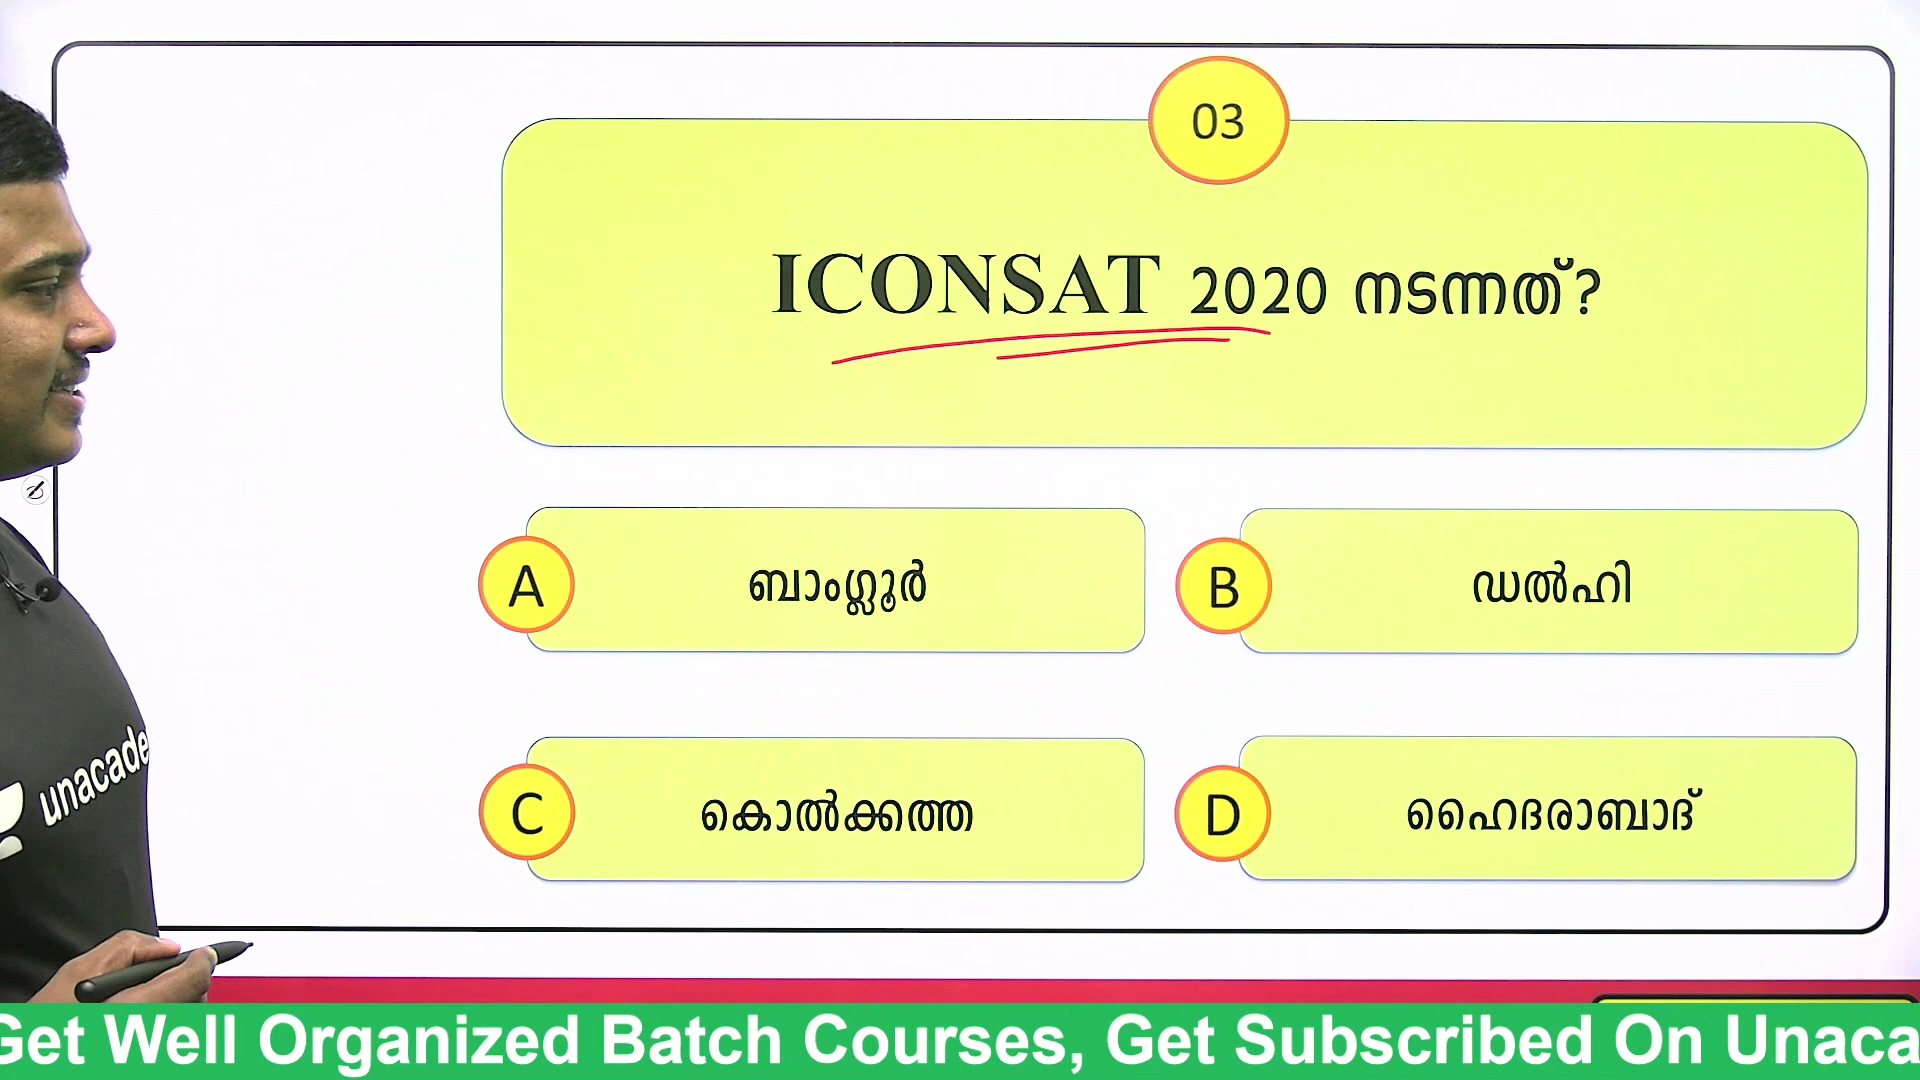 03
ICONSAT 2020 നടന്നത്?
A ബാംഗ്ലൂർ
B ഡൽഹി
C കൊൽക്കത്ത
D ഹൈദരാബാദ്
unacade
Get Well Organized Batch Courses, Get Subscribed On Unaca